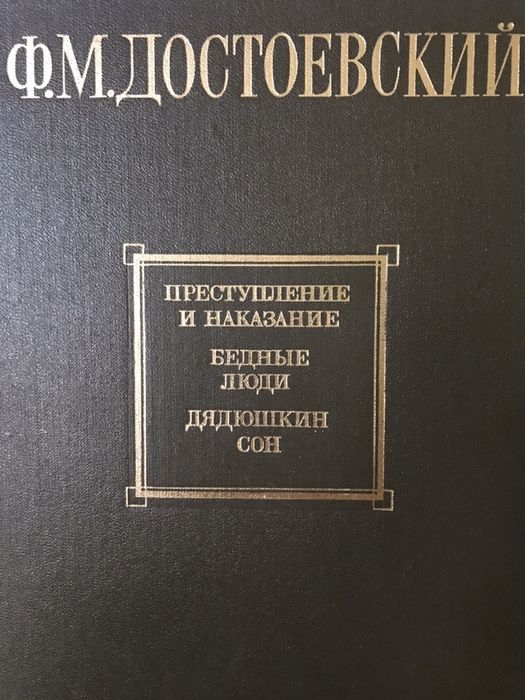 Ф.М.ДОСТОЕВСКИЙ
ПРЕСТУПЛЕНИЕ
И НАКАЗАНИЕ
БЕДНЫЕ
ЛЮДИ
ДЯДЮШКИН
СОН